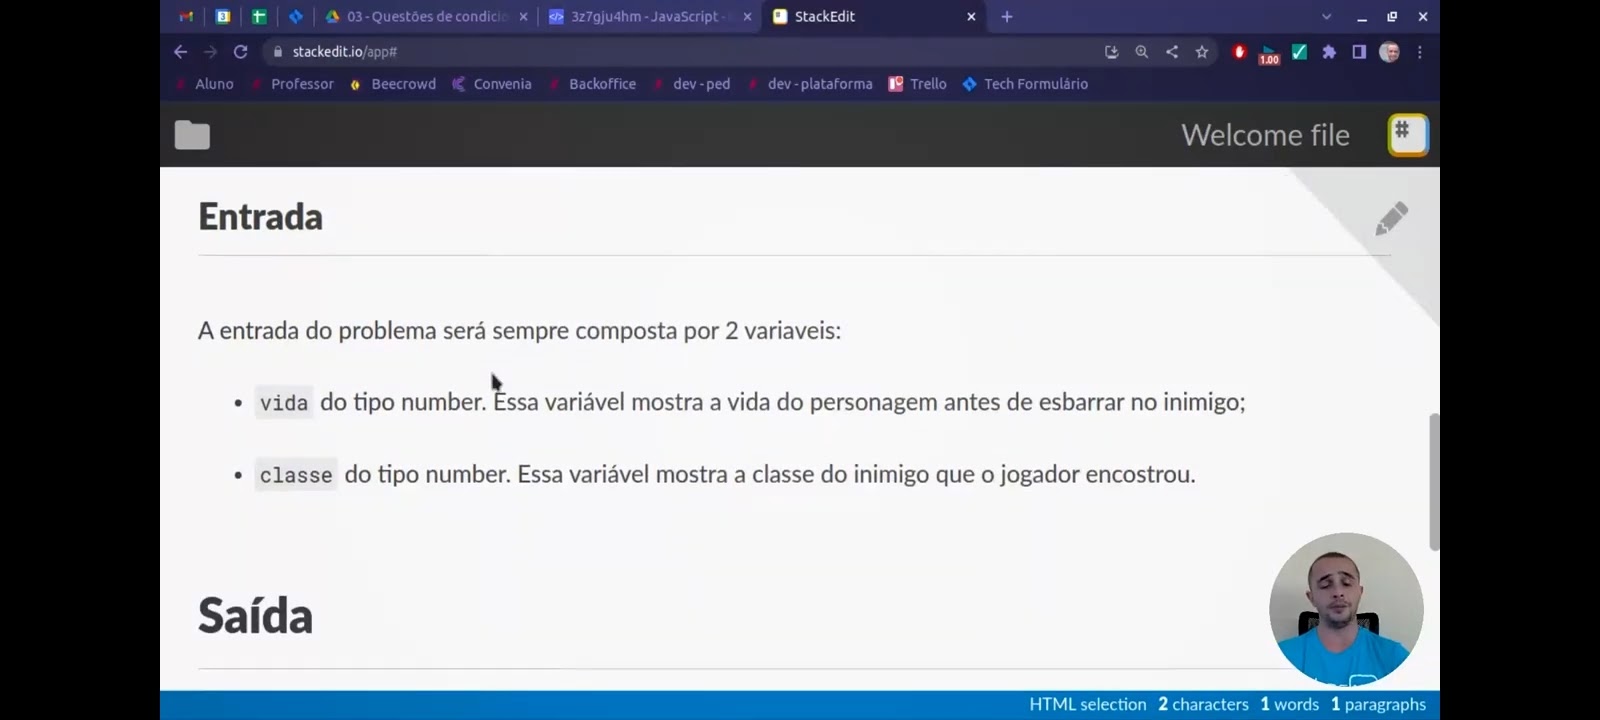 03 - Questões de condicio
3z7gju4hm - JavaScript -
StackEdit
stackedit.io/app#
1.00
Aluno Professor Beecrowd Convenia Backoffice dev - ped dev - plataforma Trello Tech Formulário
Welcome file
#
Entrada
A entrada do problema será sempre composta por 2 variaveis:
• vida do tipo number. Essa variável mostra a vida do personagem antes de esbarrar no inimigo;
• classe do tipo number. Essa variável mostra a classe do inimigo que o jogador encostrou.
Saída
HTML selection 2 characters 1 words 1 paragraphs